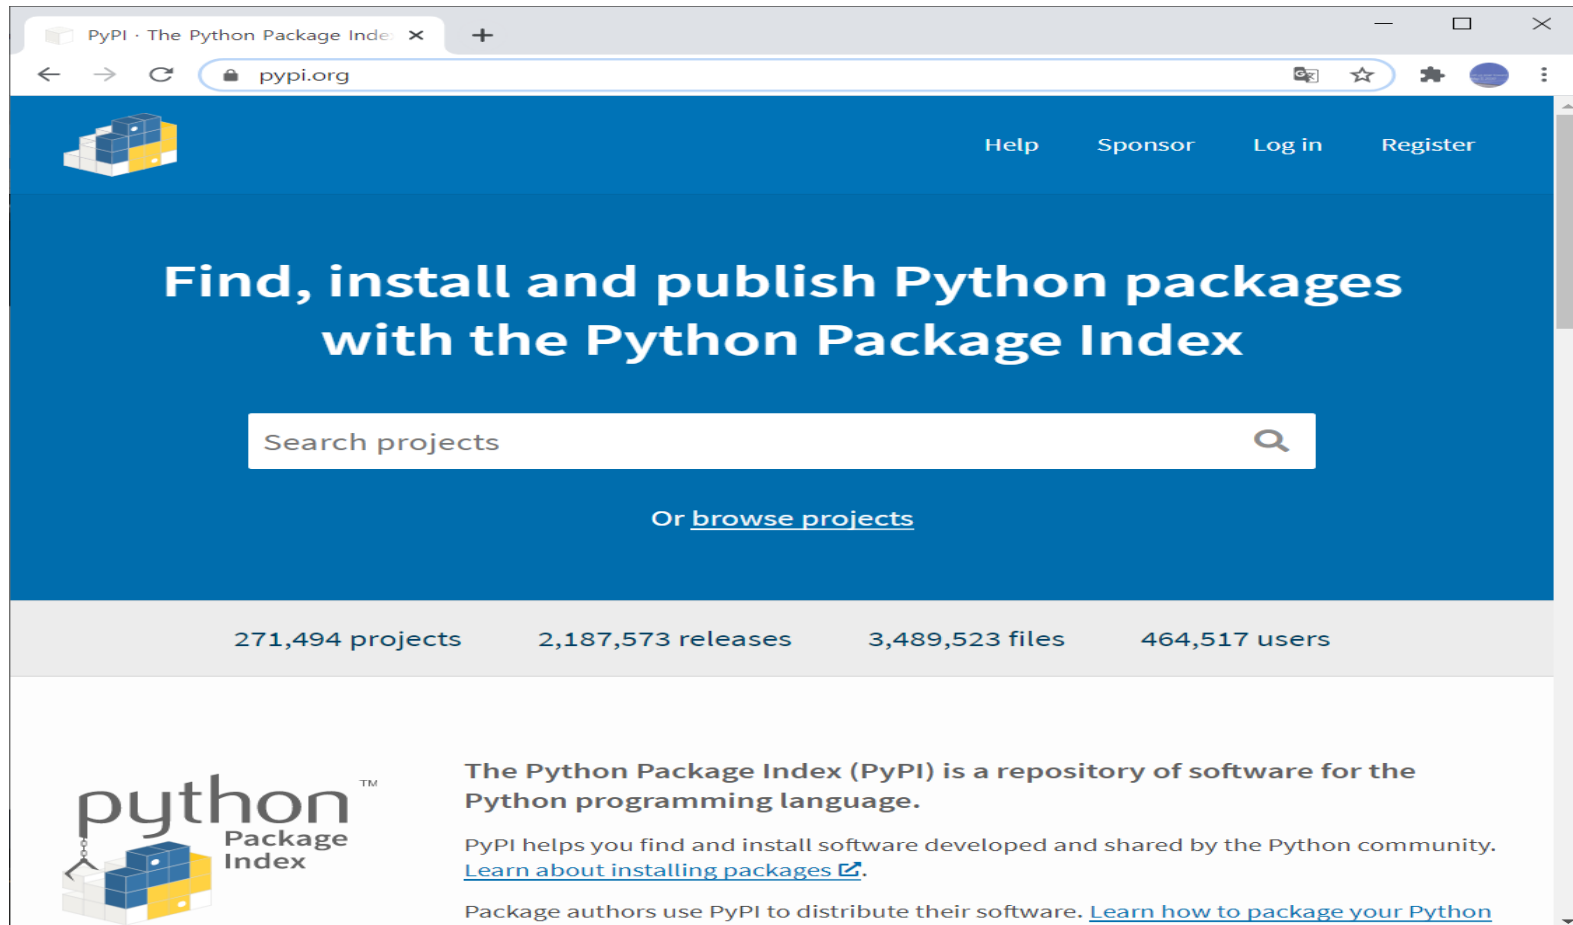 PyPI · The Python Package Inde
pypi.org
Help Sponsor Log in Register
Find, install and publish Python packages
with the Python Package Index
Search projects
Or browse projects
271,494 projects 2,187,573 releases 3,489,523 files 464,517 users
python™
Package
Index
The Python Package Index (PyPI) is a repository of software for the
Python programming language.
PyPI helps you find and install software developed and shared by the Python community.
Learn about installing packages.
Package authors use PyPI to distribute their software. Learn how to package your Python